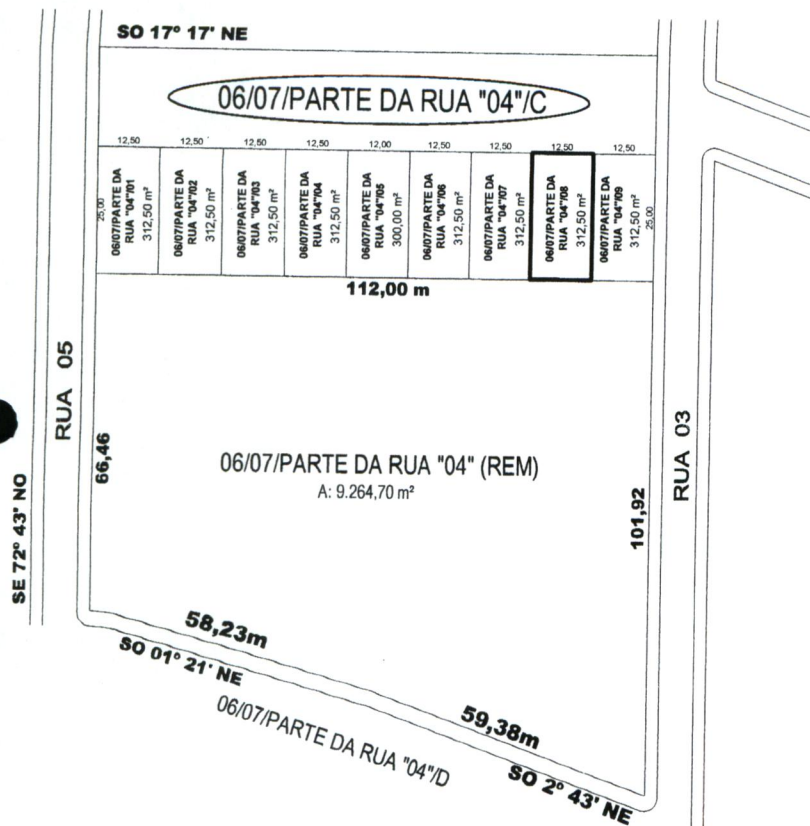 SO 17º 17' NE
06/07/PARTE DA RUA "04"/C
12,50
12,50
12,50
12,50
12,00
12,50
12,50
12,50
12,50
25,00
06/07/PARTE DA
RUA "04"/01
312,50 m²
06/07/PARTE DA
RUA "04"/02
312,50 m²
06/07/PARTE DA
RUA "04"/03
312,50 m²
06/07/PARTE DA
RUA "04"/04
312,50 m²
06/07/PARTE DA
RUA "04"/05
300,00 m²
06/07/PARTE DA
RUA "04"/06
312,50 m²
06/07/PARTE DA
RUA "04"/07
312,50 m²
06/07/PARTE DA
RUA "04"/08
312,50 m²
06/07/PARTE DA
RUA "04"/09
312,50 m²
25,00
112,00 m
RUA 05
66,46
SE 72º 43' NO
06/07/PARTE DA RUA "04" (REM)
A: 9.264,70 m²
101,92
RUA 03
58,23m
SO 01º 21' NE
06/07/PARTE DA RUA "04"/D
59,38m
SO 2º 43' NE